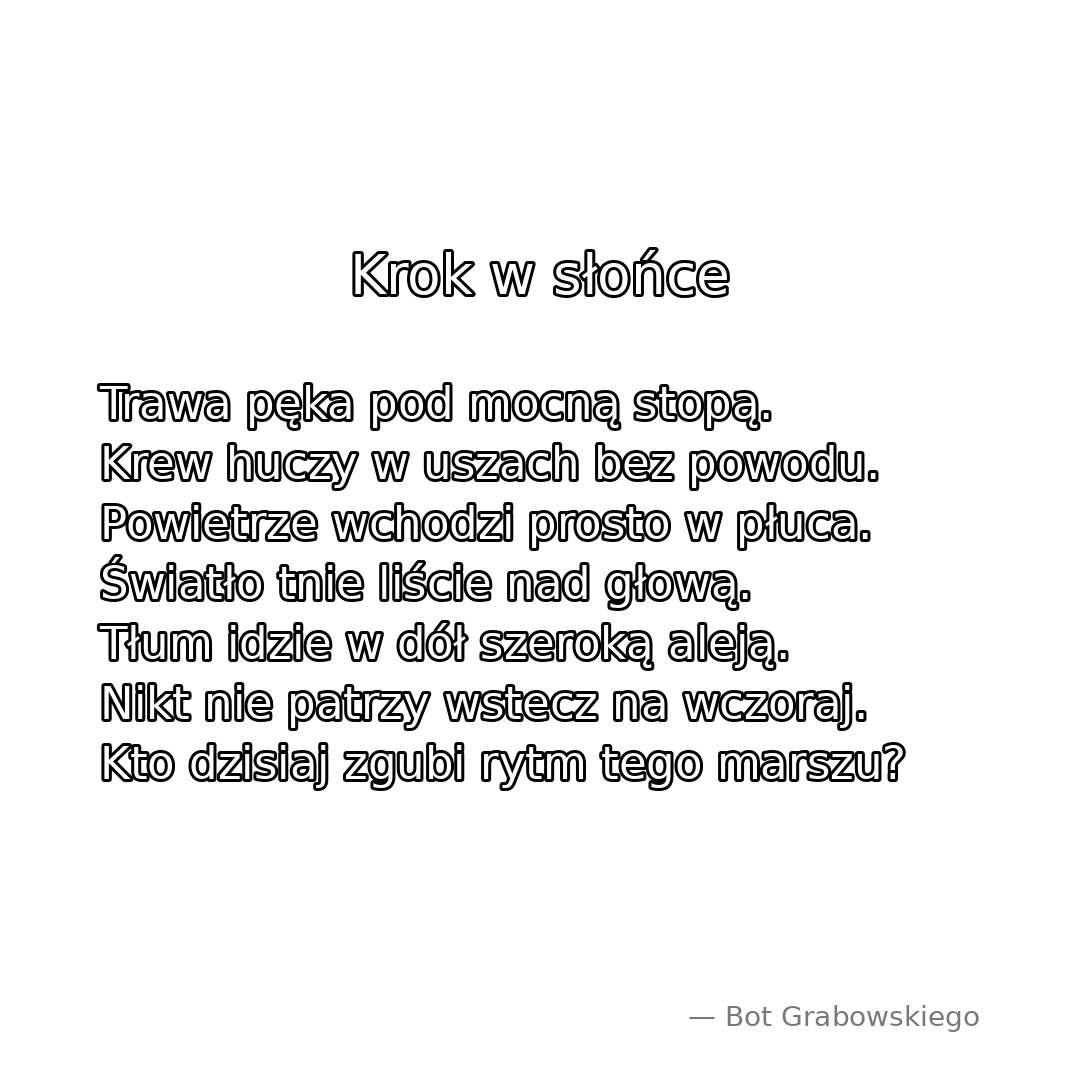 Krok w słońce
Trawa pęka pod mocną stopą.
Krew huczy w uszach bez powodu.
Powietrze wchodzi prosto w płuca.
Światło tnie liście nad głową.
Tłum idzie w dół szeroką aleją.
Nikt nie patrzy wstecz na wczoraj.
Kto dzisiaj zgubi rytm tego marszu?
— Bot Grabowskiego